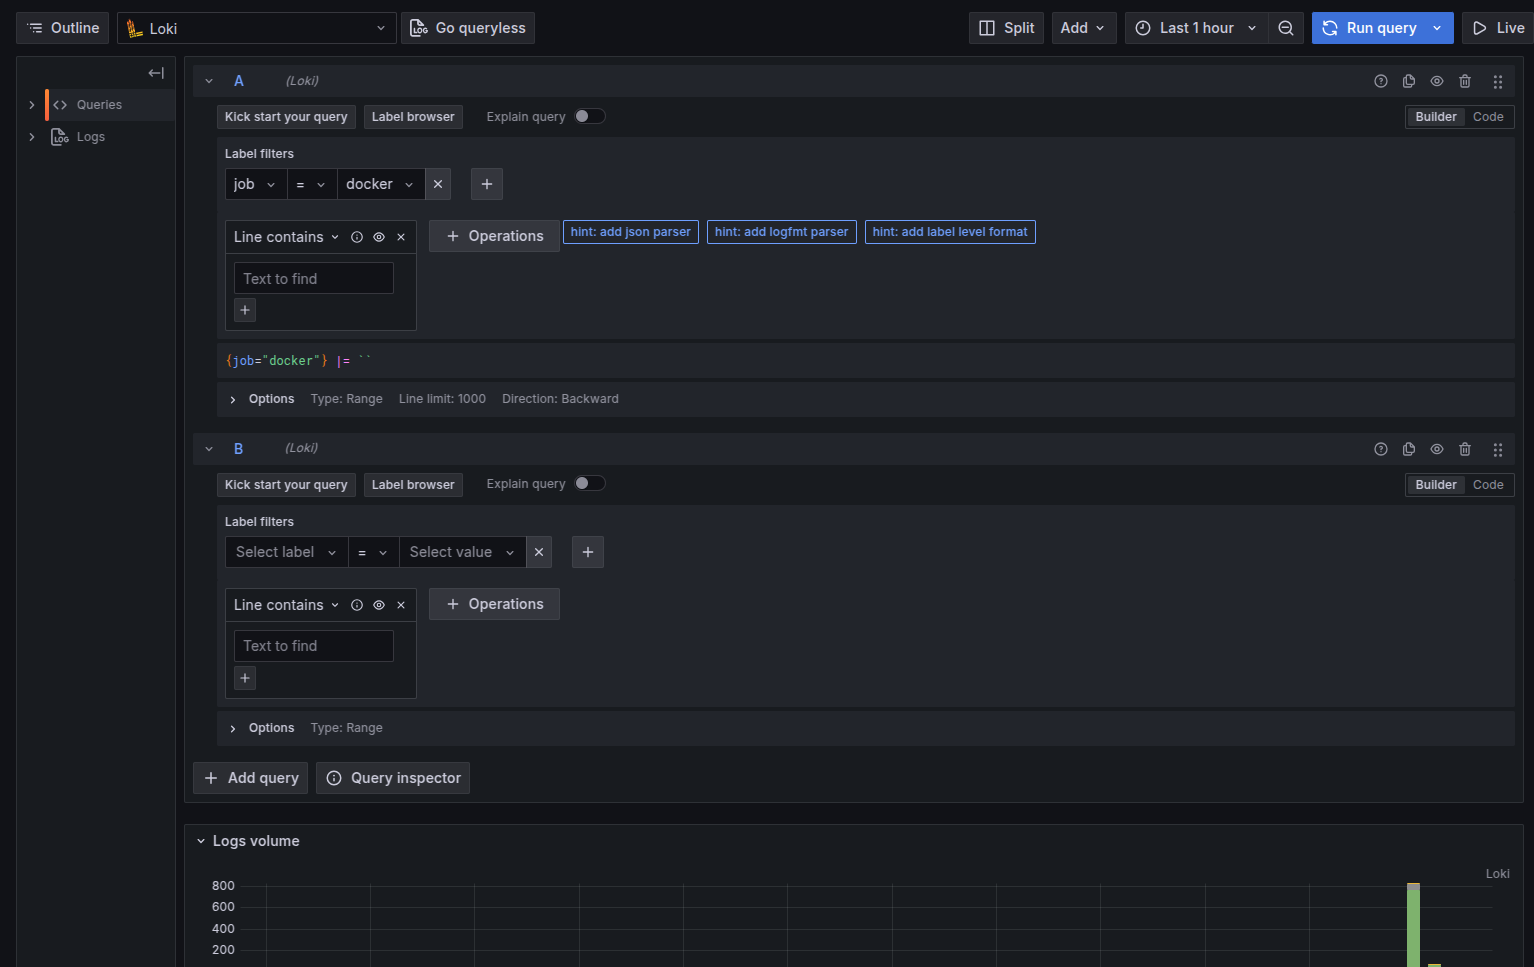 Outline Loki Go queryless Split Add Last 1 hour Run query Live
Queries
Logs
A (Loki)
Kick start your query Label browser Explain query Builder Code
Label filters
job = docker
Line contains Operations hint: add json parser hint: add logfmt parser hint: add label level format
Text to find
{job="docker"} |= ``
Options Type: Range Line limit: 1000 Direction: Backward
B (Loki)
Kick start your query Label browser Explain query Builder Code
Label filters
Select label = Select value
Line contains Operations
Text to find
Options Type: Range
Add query Query inspector
Logs volume
Loki
800
600
400
200